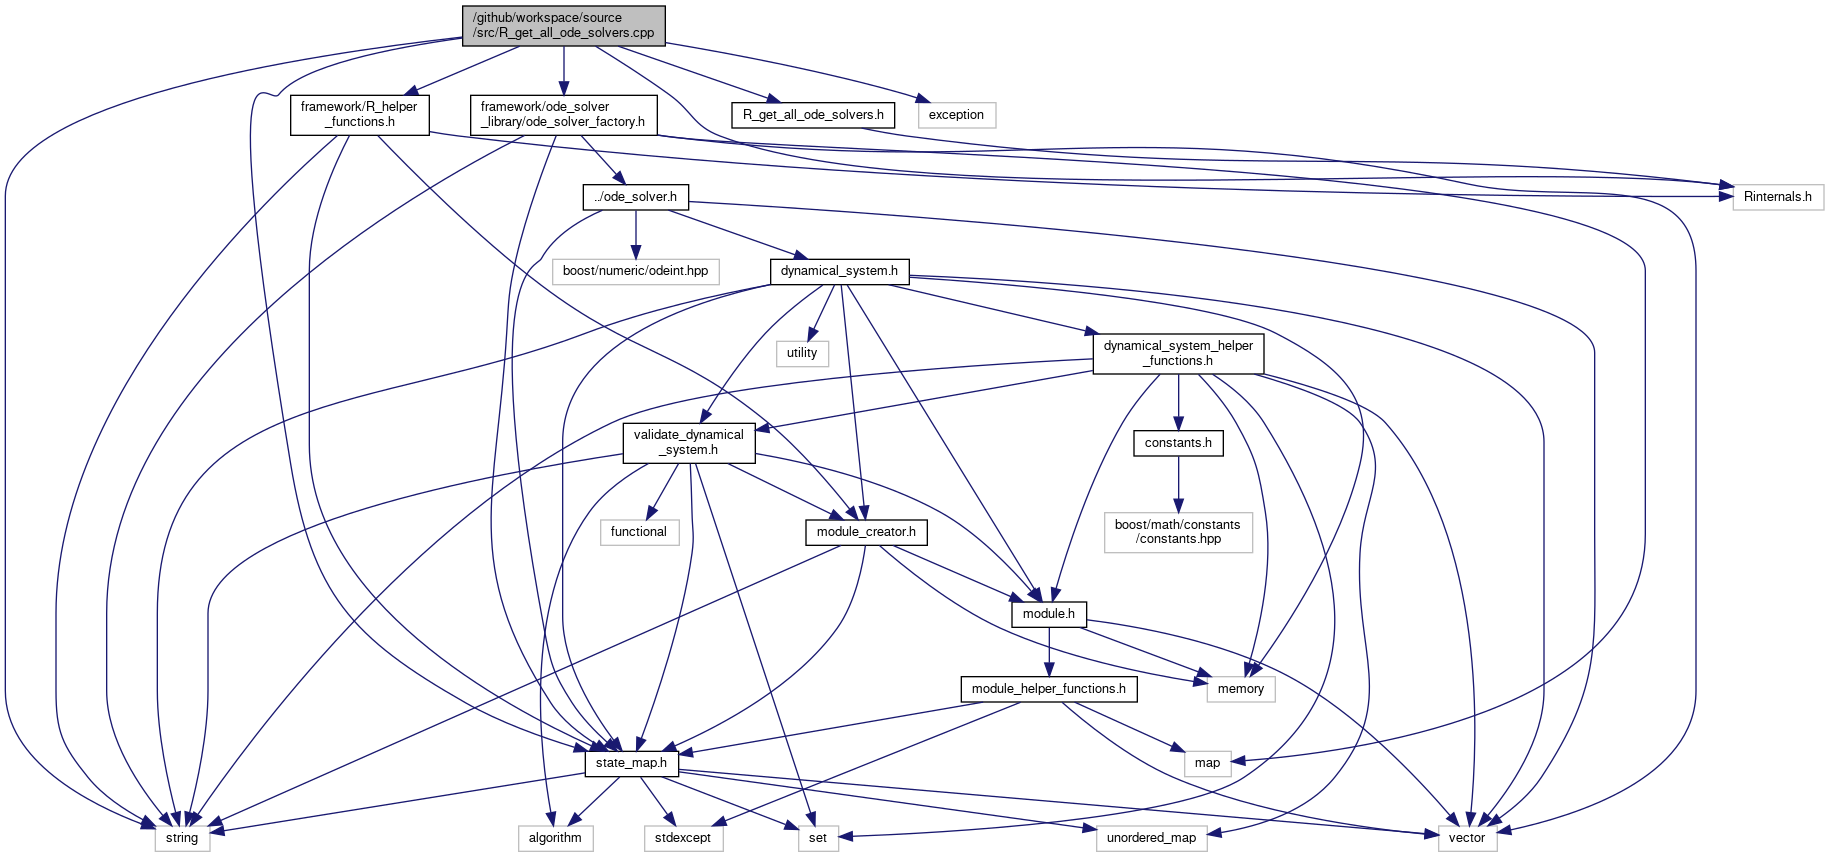 /github/workspace/source
/src/R_get_all_ode_solvers.cpp
framework/R_helper
_functions.h
framework/ode_solver
_library/ode_solver_factory.h
R_get_all_ode_solvers.h
exception
../ode_solver.h
Rinternals.h
boost/numeric/odeint.hpp
dynamical_system.h
utility
dynamical_system_helper
_functions.h
validate_dynamical
_system.h
constants.h
functional
module_creator.h
boost/math/constants
/constants.hpp
module.h
module_helper_functions.h
memory
state_map.h
map
string
algorithm
stdexcept
set
unordered_map
vector